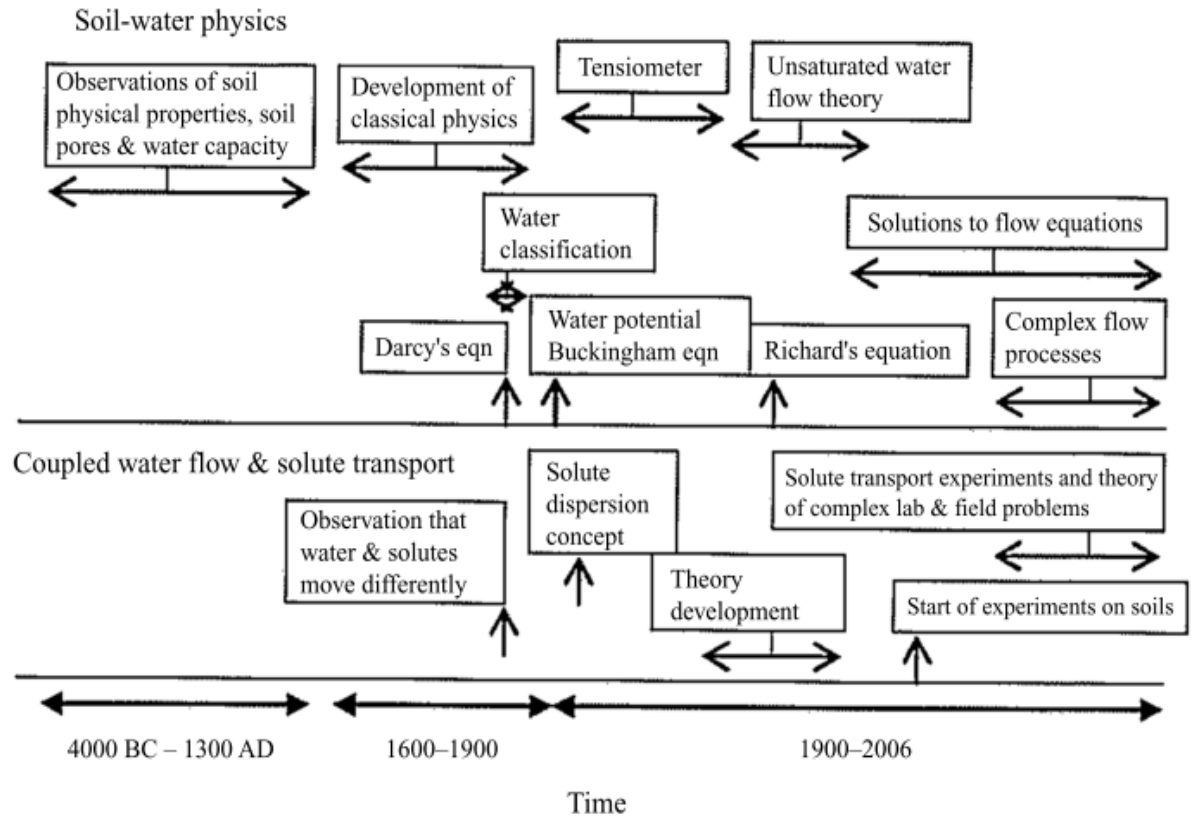 Soil-water physics
Observations of soil
physical properties, soil
pores & water capacity
Development of
classical physics
Tensiometer
Unsaturated water
flow theory
Water
classification
Solutions to flow equations
Darcy's eqn
Water potential
Buckingham eqn
Richard's equation
Complex flow
processes
Coupled water flow & solute transport
Observation that
water & solutes
move differently
Solute
dispersion
concept
Theory
development
Solute transport experiments and theory
of complex lab & field problems
Start of experiments on soils
4000 BC – 1300 AD
1600–1900
1900–2006
Time